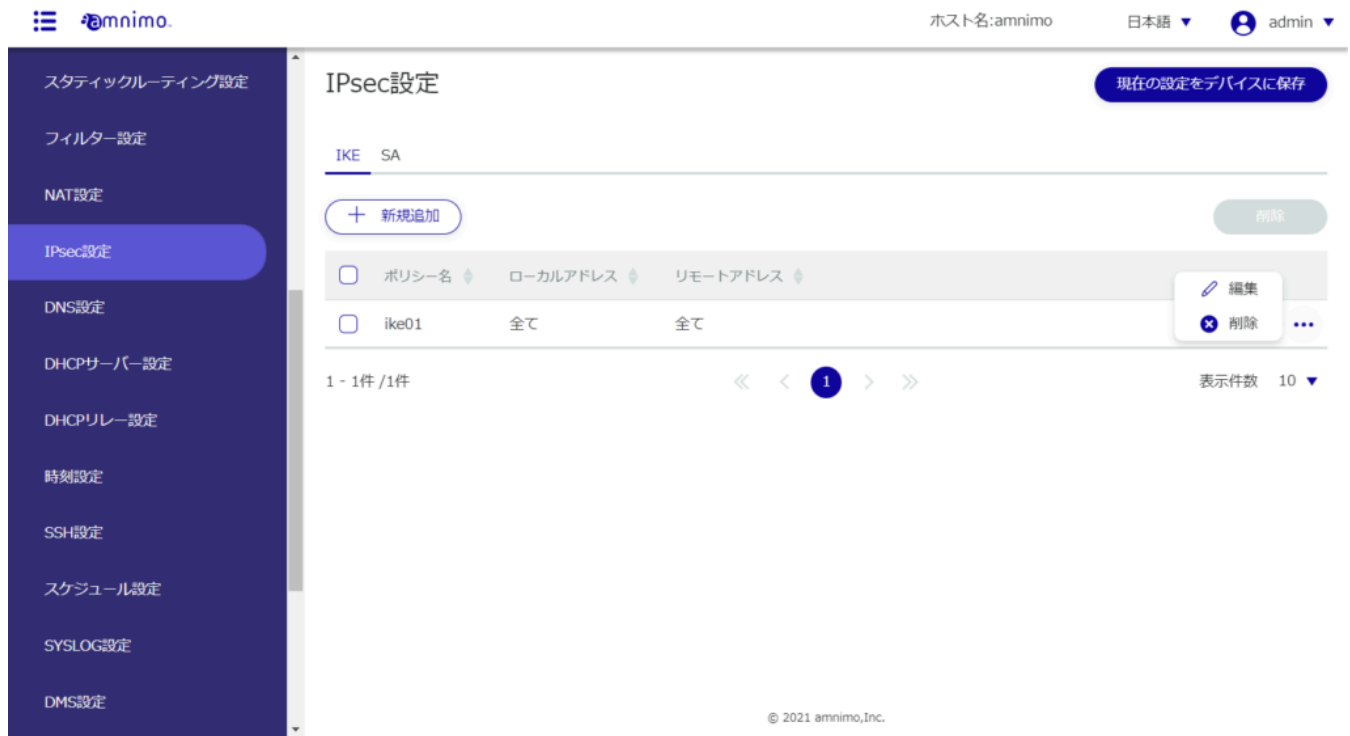 amnimo
ホスト名:amnimo
日本語 ▼
admin ▼
スタティックルーティング設定
フィルター設定
NAT設定
IPsec設定
DNS設定
DHCPサーバー設定
DHCPリレー設定
時刻設定
SSH設定
スケジュール設定
SYSLOG設定
DMS設定
IPsec設定
現在の設定をデバイスに保存
IKE SA
+ 新規追加
削除
ポリシー名 ローカルアドレス リモートアドレス
ike01 全て 全て
編集
削除
1 - 1件 /1件
1
表示件数 10 ▼
© 2021 amnimo,Inc.